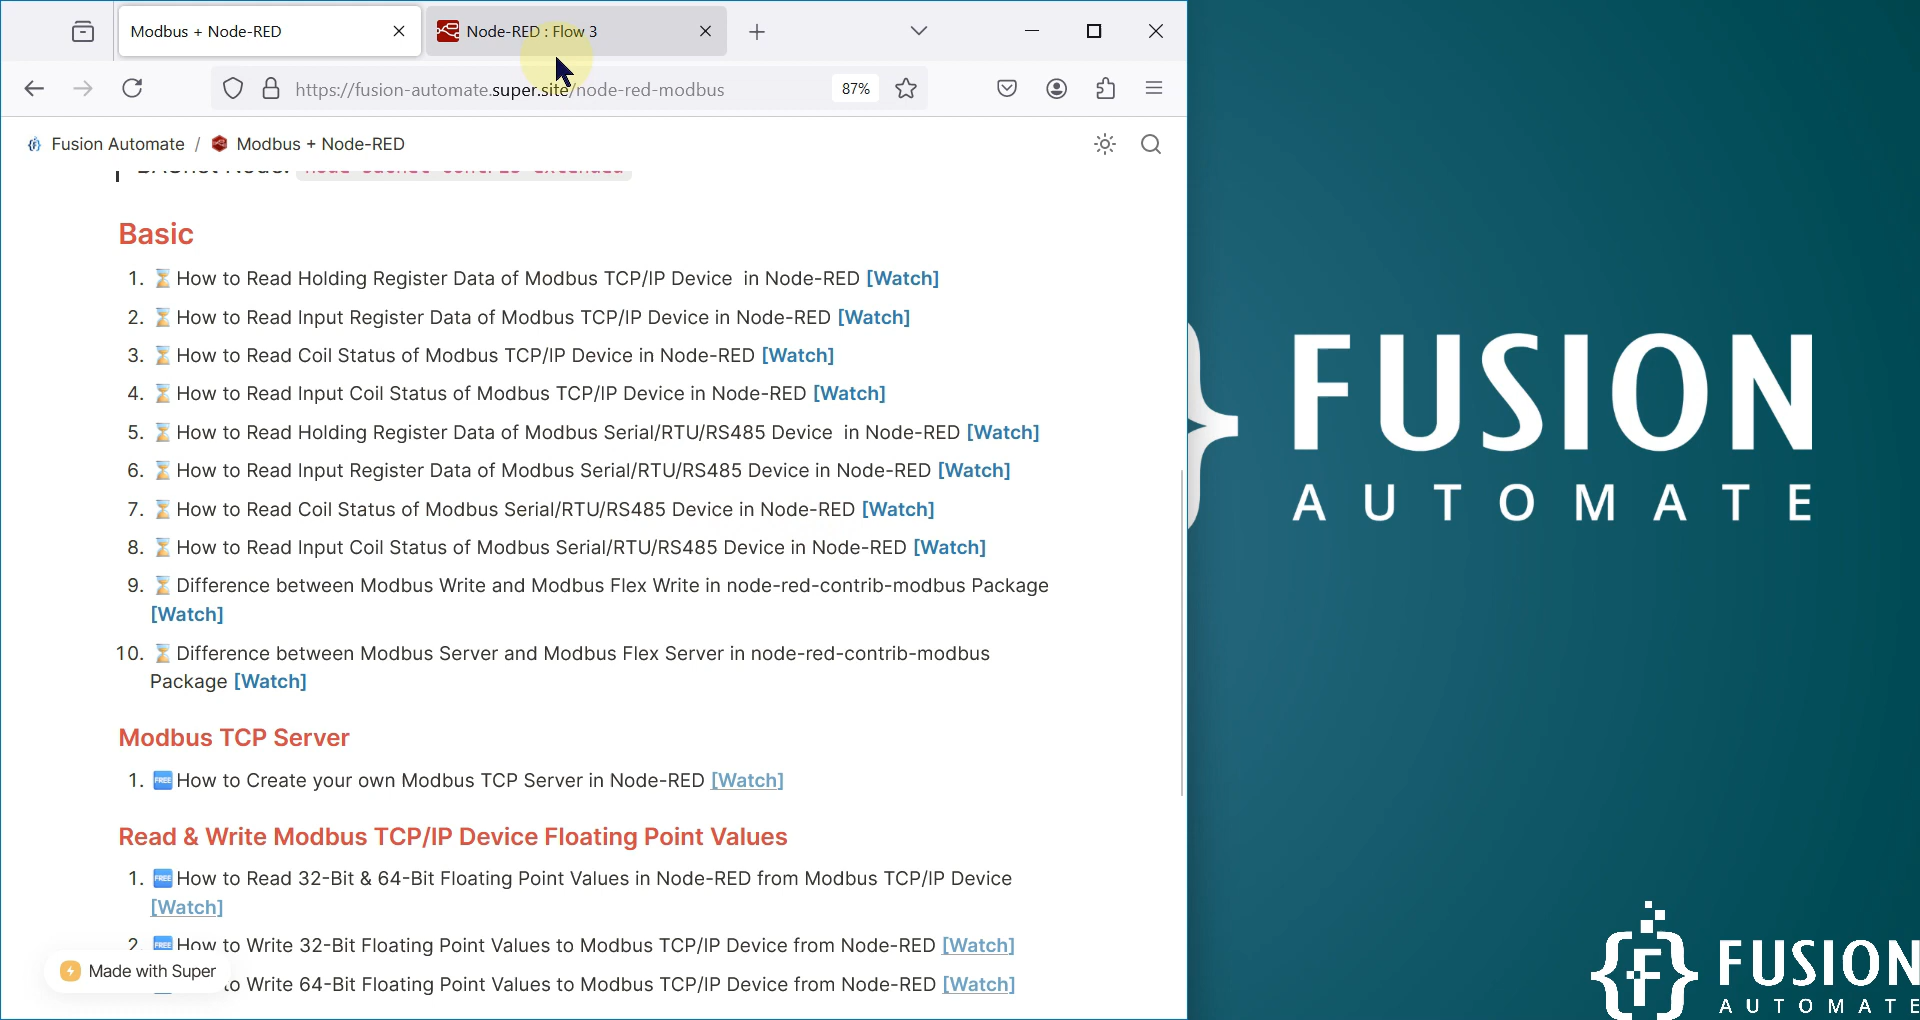 Modbus + Node-RED
Node-RED : Flow 3
https://fusion-automate.super.site/node-red-modbus
87%
Fusion Automate / Modbus + Node-RED
Basic
1. ⏳ How to Read Holding Register Data of Modbus TCP/IP Device in Node-RED [Watch]
2. ⏳ How to Read Input Register Data of Modbus TCP/IP Device in Node-RED [Watch]
3. ⏳ How to Read Coil Status of Modbus TCP/IP Device in Node-RED [Watch]
4. ⏳ How to Read Input Coil Status of Modbus TCP/IP Device in Node-RED [Watch]
5. ⏳ How to Read Holding Register Data of Modbus Serial/RTU/RS485 Device in Node-RED [Watch]
6. ⏳ How to Read Input Register Data of Modbus Serial/RTU/RS485 Device in Node-RED [Watch]
7. ⏳ How to Read Coil Status of Modbus Serial/RTU/RS485 Device in Node-RED [Watch]
8. ⏳ How to Read Input Coil Status of Modbus Serial/RTU/RS485 Device in Node-RED [Watch]
9. ⏳ Difference between Modbus Write and Modbus Flex Write in node-red-contrib-modbus Package
[Watch]
10. ⏳ Difference between Modbus Server and Modbus Flex Server in node-red-contrib-modbus
Package [Watch]
Modbus TCP Server
1. FREE How to Create your own Modbus TCP Server in Node-RED [Watch]
Read & Write Modbus TCP/IP Device Floating Point Values
1. FREE How to Read 32-Bit & 64-Bit Floating Point Values in Node-RED from Modbus TCP/IP Device
[Watch]
2. FREE How to Write 32-Bit Floating Point Values to Modbus TCP/IP Device from Node-RED [Watch]
to Write 64-Bit Floating Point Values to Modbus TCP/IP Device from Node-RED [Watch]
Made with Super
FUSION
AUTOMATE
FUSION
AUTOMATE